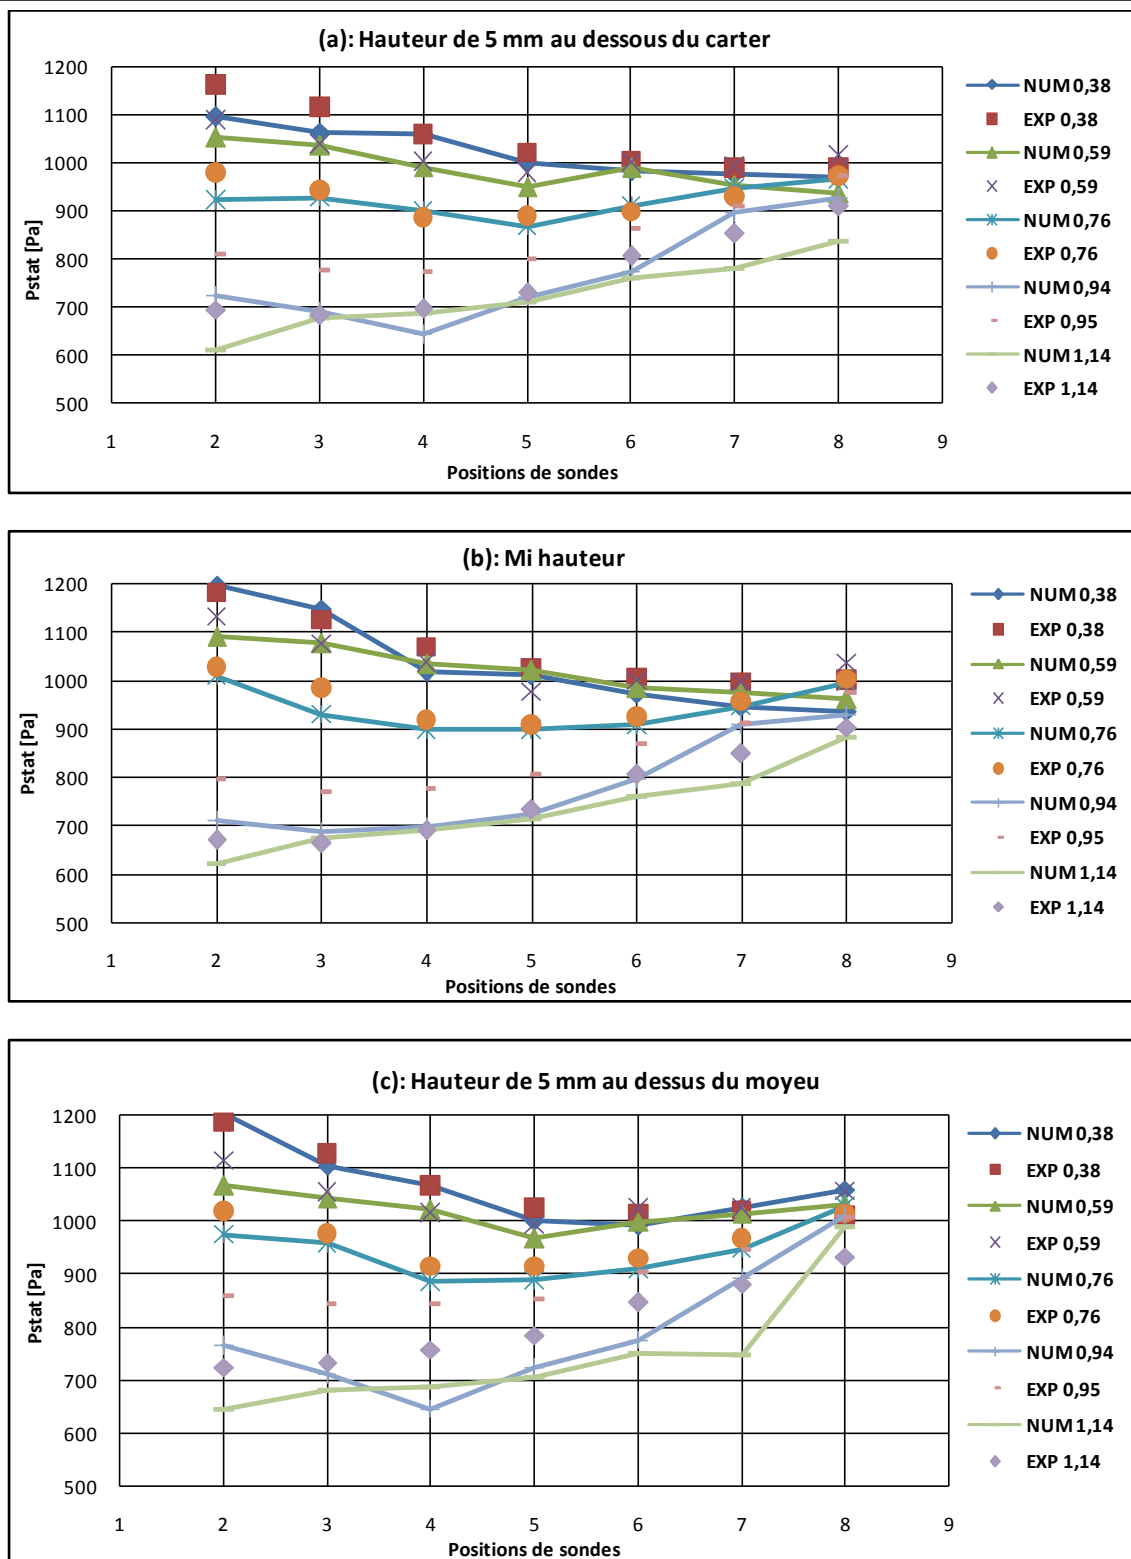 (a): Hauteur de 5 mm au dessous du carter
1200
1100
1000
900
800
700
600
500
Pstat [Pa]
1 2 3 4 5 6 7 8 9
Positions de sondes
NUM 0,38
EXP 0,38
NUM 0,59
EXP 0,59
NUM 0,76
EXP 0,76
NUM 0,94
EXP 0,95
NUM 1,14
EXP 1,14
(b): Mi hauteur
1200
1100
1000
900
800
700
600
500
Pstat [Pa]
1 2 3 4 5 6 7 8 9
Positions de sondes
NUM 0,38
EXP 0,38
NUM 0,59
EXP 0,59
NUM 0,76
EXP 0,76
NUM 0,94
EXP 0,95
NUM 1,14
EXP 1,14
(c): Hauteur de 5 mm au dessus du moyeu
1200
1100
1000
900
800
700
600
500
Pstat [Pa]
1 2 3 4 5 6 7 8 9
Positions de sondes
NUM 0,38
EXP 0,38
NUM 0,59
EXP 0,59
NUM 0,76
EXP 0,76
NUM 0,94
EXP 0,95
NUM 1,14
EXP 1,14